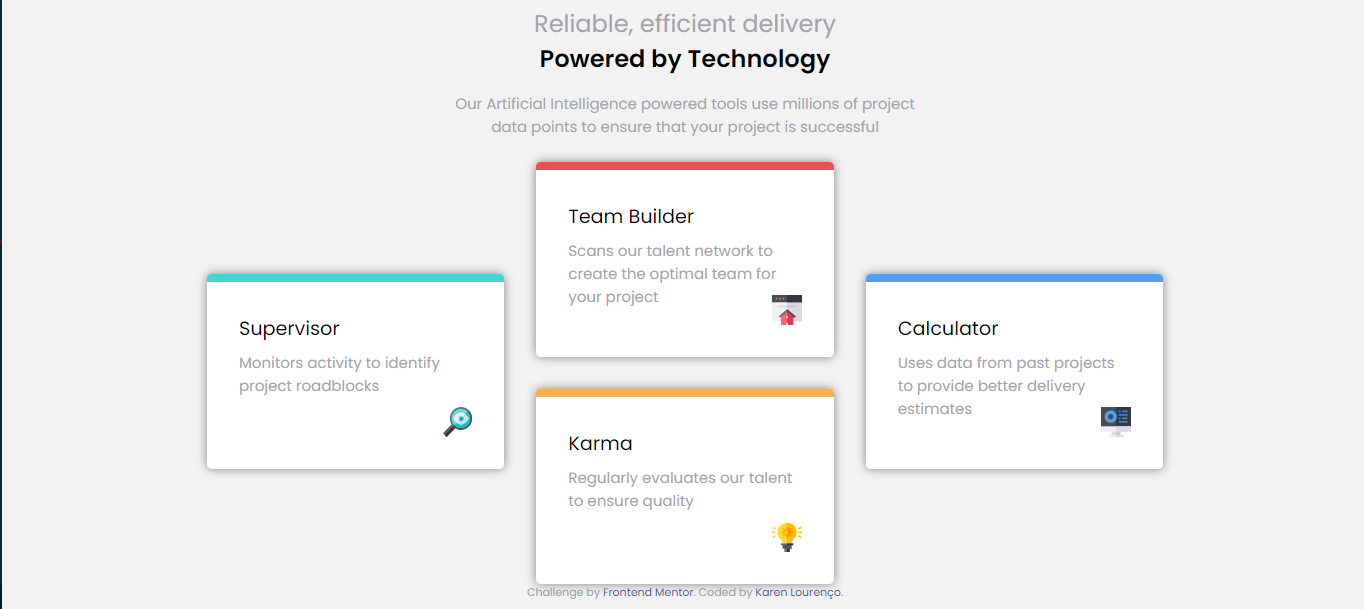 Reliable, efficient delivery
Powered by Technology
Our Artificial Intelligence powered tools use millions of project
data points to ensure that your project is successful
Supervisor
Monitors activity to identify
project roadblocks
Team Builder
Scans our talent network to
create the optimal team for
your project
Karma
Regularly evaluates our talent
to ensure quality
Calculator
Uses data from past projects
to provide better delivery
estimates
Challenge by Frontend Mentor. Coded by Karen Lourenço.